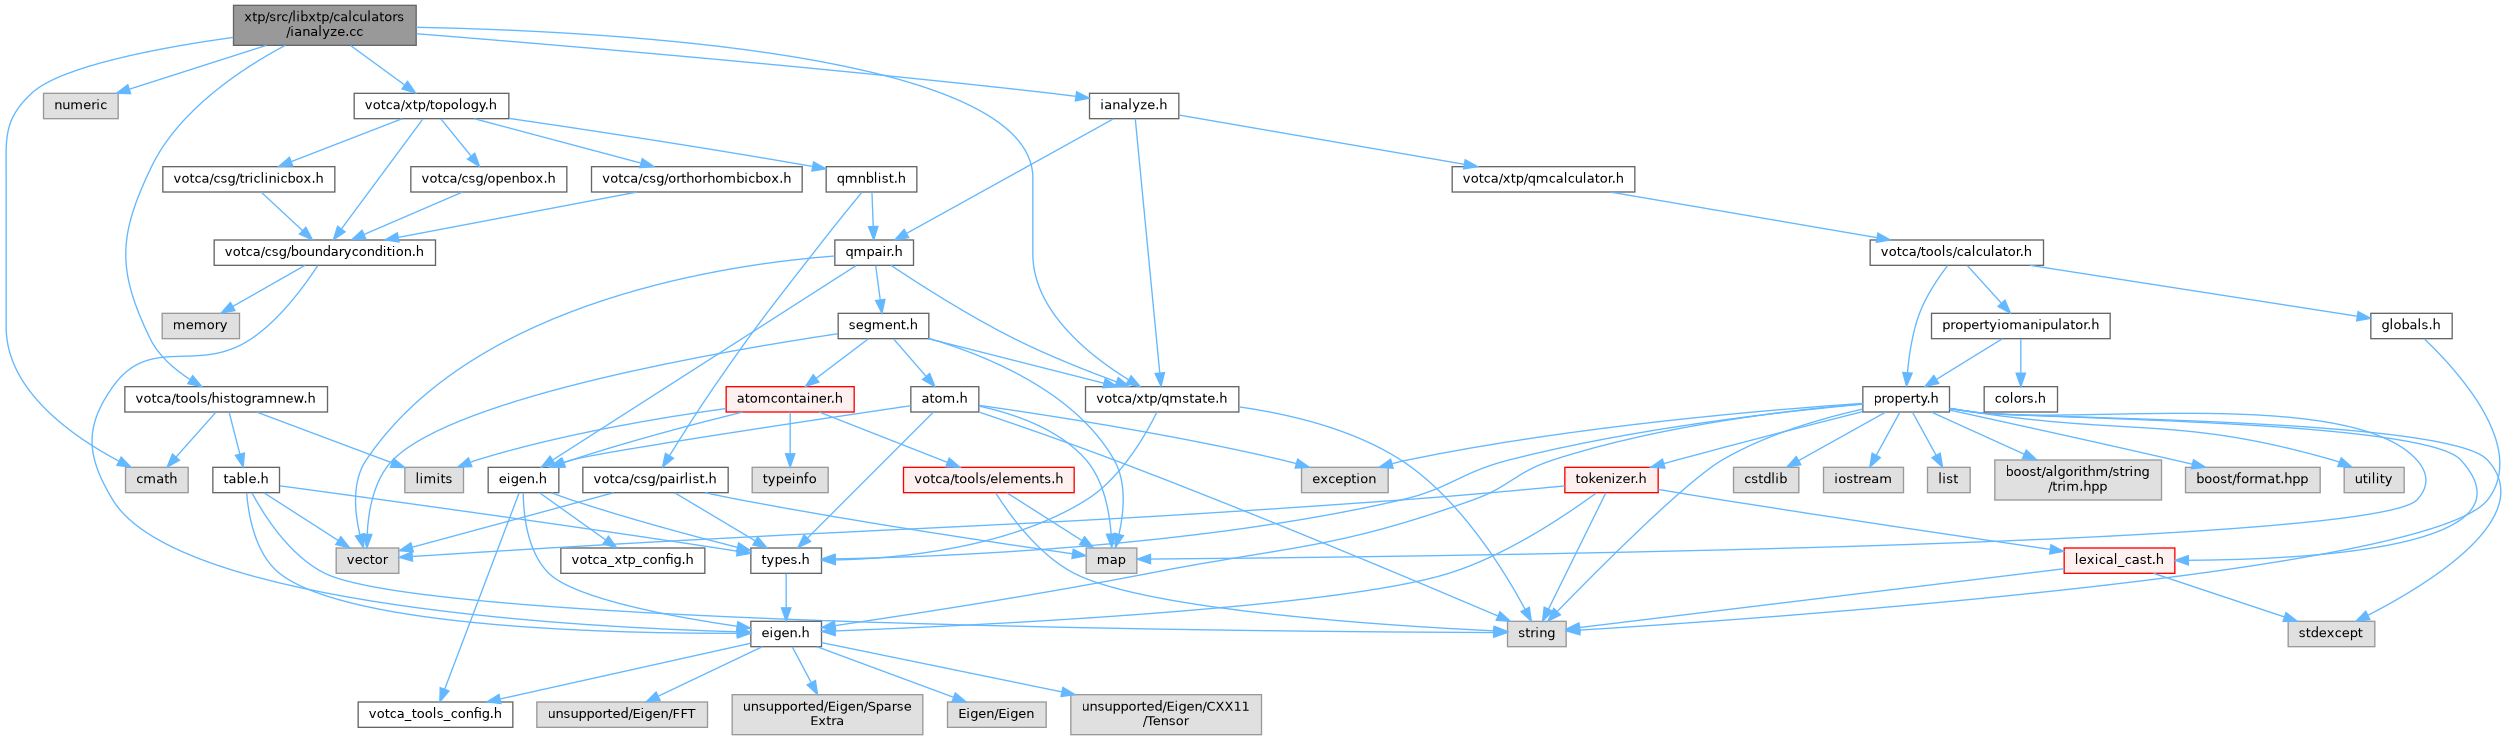 xtp/src/libxtp/calculators
/ianalyze.cc
numeric
votca/xtp/topology.h
ianalyze.h
votca/csg/triclinicbox.h
votca/csg/openbox.h
votca/csg/orthorhombicbox.h
qmnblist.h
votca/xtp/qmcalculator.h
votca/csg/boundarycondition.h
qmpair.h
votca/tools/calculator.h
memory
segment.h
propertyiomanipulator.h
globals.h
votca/tools/histogramnew.h
atomcontainer.h
atom.h
votca/xtp/qmstate.h
property.h
colors.h
cmath
table.h
limits
eigen.h
votca/csg/pairlist.h
typeinfo
votca/tools/elements.h
exception
tokenizer.h
cstdlib
iostream
list
boost/algorithm/string
/trim.hpp
boost/format.hpp
utility
vector
votca_xtp_config.h
types.h
map
lexical_cast.h
eigen.h
string
stdexcept
votca_tools_config.h
unsupported/Eigen/FFT
unsupported/Eigen/Sparse
Extra
Eigen/Eigen
unsupported/Eigen/CXX11
/Tensor